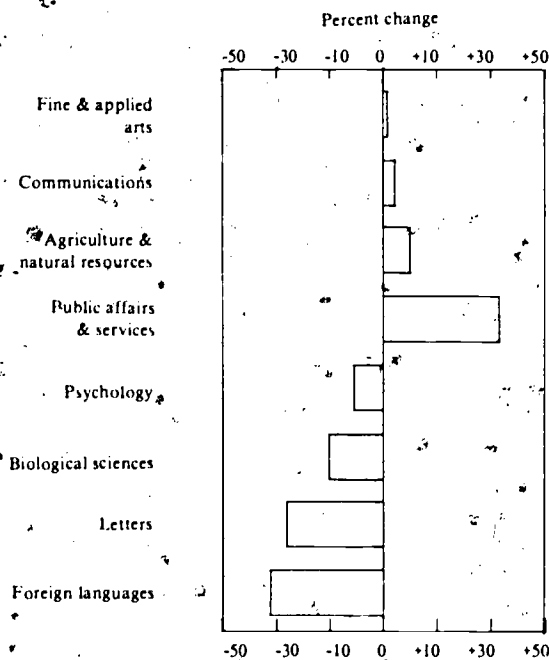 Percent change
-50 -30 -10 0 +10 +30 +50
Fine & applied
arts
Communications
Agriculture &
natural resources
Public affairs
& services
Psychology
Biological sciences
Letters
Foreign languages
-50 -30 -10 0 +10 +30 +50